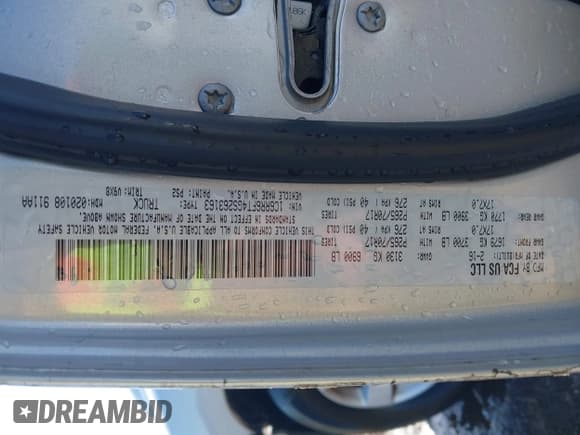 MFD BY: FCA US LLC
DATE OF MFR: 2-16 GVWR: 3130 KG 6900 LB
GAWR FRONT: 1679 KG 3700 LB WITH TIRES P265/70R17
17X7.0 RIMS AT 276 KPA / 40 PSI COLD
GAWR REAR: 1771 KG 3900 LB WITH TIRES P265/70R17
17X7.0 RIMS AT 276 KPA / 40 PSI COLD
THIS VEHICLE CONFORMS TO ALL APPLICABLE U.S.A. FEDERAL MOTOR VEHICLE SAFETY
STANDARDS IN EFFECT ON THE DATE OF MANUFACTURE SHOWN ABOVE.
VIN: TYPE: TRUCK MDH: 020108 911AA
VEHICLE MADE IN U.S.A. PAINT: PS2 TRIM: V9X8
DREAMBID